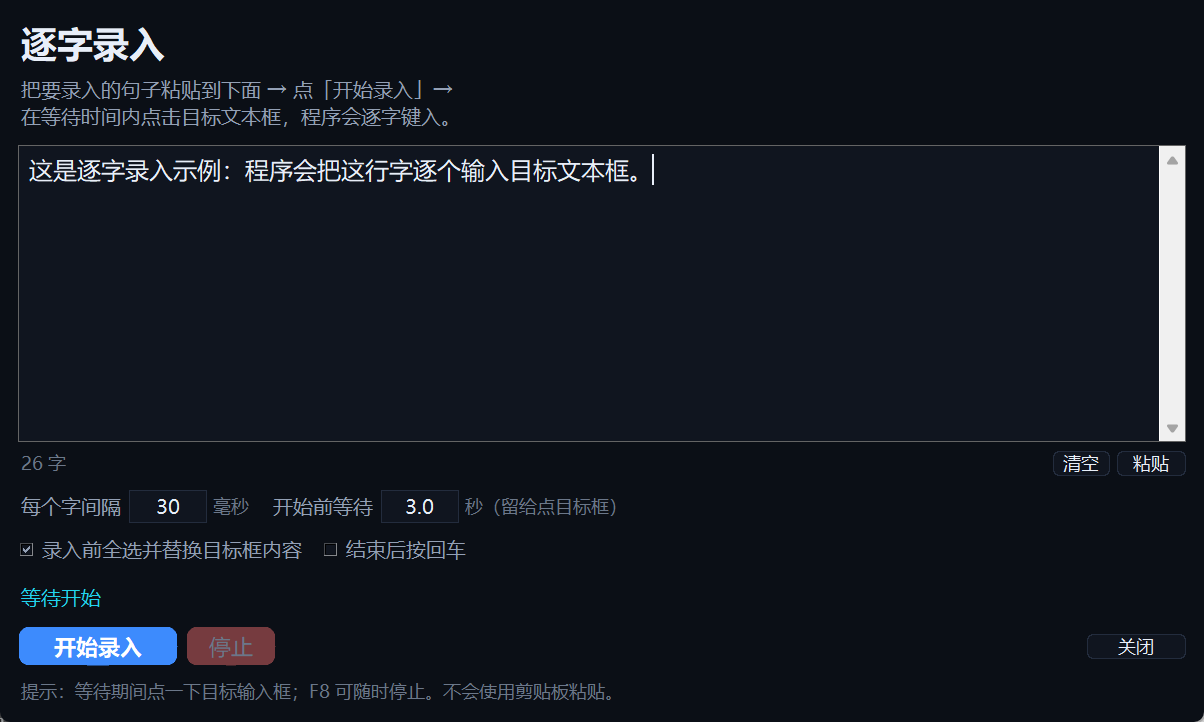 逐字录入
把要录入的句子粘贴到下面 → 点「开始录入」→
在等待时间内点击目标文本框，程序会逐字键入。
这是逐字录入示例：程序会把这行字逐个输入目标文本框。
26 字 清空 粘贴
每个字间隔 30 毫秒 开始前等待 3.0 秒（留给点目标框）
录入前全选并替换目标框内容 结束后按回车
等待开始
开始录入 停止 关闭
提示：等待期间点一下目标输入框；F8 可随时停止。不会使用剪贴板粘贴。